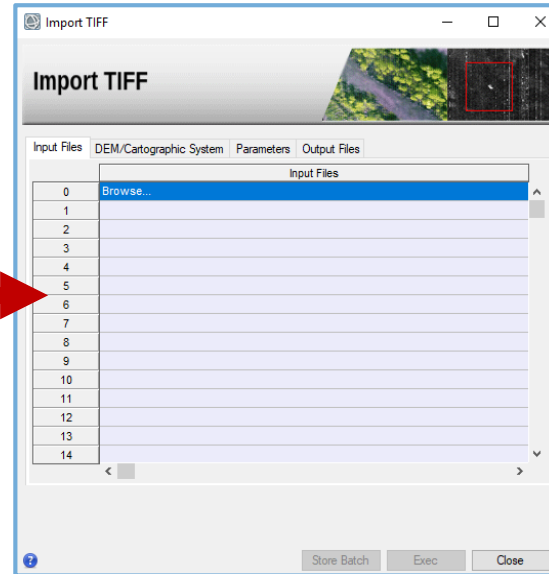 Import TIFF
Import TIFF
Input Files DEM/Cartographic System Parameters Output Files
Input Files
0 Browse...
1
2
3
4
5
6
7
8
9
10
11
12
13
14
Store Batch Exec Close